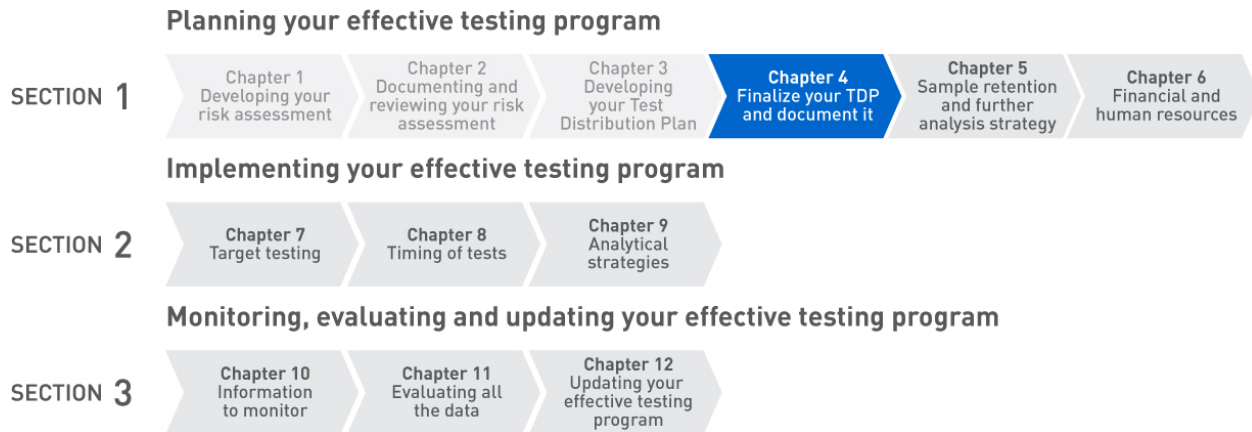 Planning your effective testing program
SECTION 1
Chapter 1
Developing your
risk assessment
Chapter 2
Documenting and
reviewing your risk
assessment
Chapter 3
Developing
your Test
Distribution Plan
Chapter 4
Finalize your TDP
and document it
Chapter 5
Sample retention
and further
analysis strategy
Chapter 6
Financial and
human resources
Implementing your effective testing program
SECTION 2
Chapter 7
Target testing
Chapter 8
Timing of tests
Chapter 9
Analytical
strategies
Monitoring, evaluating and updating your effective testing program
SECTION 3
Chapter 10
Information
to monitor
Chapter 11
Evaluating all
the data
Chapter 12
Updating your
effective testing
program